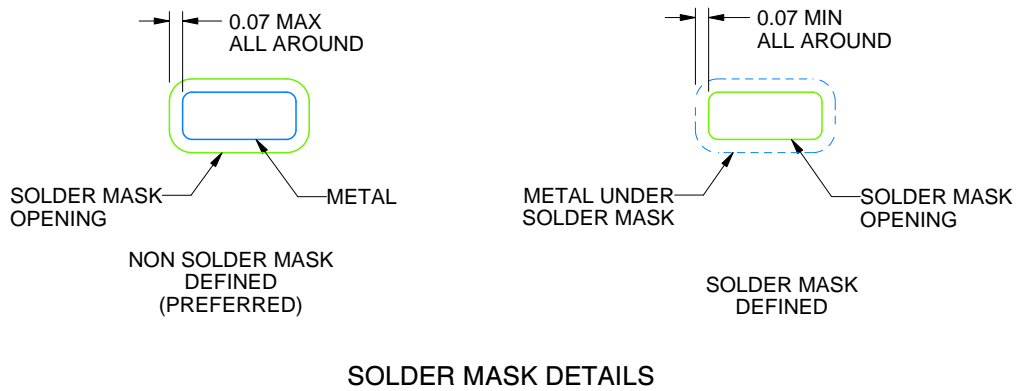 0.07 MAX
ALL AROUND
SOLDER MASK
OPENING
METAL
NON SOLDER MASK
DEFINED
(PREFERRED)
0.07 MIN
ALL AROUND
METAL UNDER
SOLDER MASK
SOLDER MASK
OPENING
SOLDER MASK
DEFINED
SOLDER MASK DETAILS